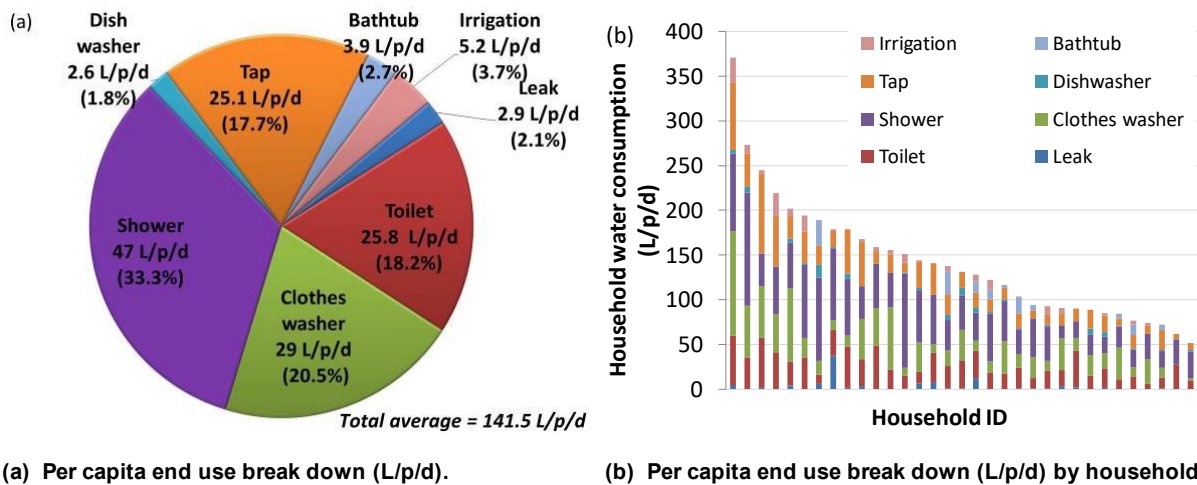 (a)
Dish
washer
2.6 L/p/d
(1.8%)
Tap
25.1 L/p/d
(17.7%)
Bathtub
3.9 L/p/d
(2.7%)
Irrigation
5.2 L/p/d
(3.7%)
Leak
2.9 L/p/d
(2.1%)
Toilet
25.8 L/p/d
(18.2%)
Shower
47 L/p/d
(33.3%)
Clothes
washer
29 L/p/d
(20.5%)
Total average = 141.5 L/p/d
(a) Per capita end use break down (L/p/d).
(b)
Household water consumption
(L/p/d)
400
350
300
250
200
150
100
50
0
Irrigation
Bathtub
Tap
Dishwasher
Shower
Clothes washer
Toilet
Leak
Household ID
(b) Per capita end use break down (L/p/d) by household